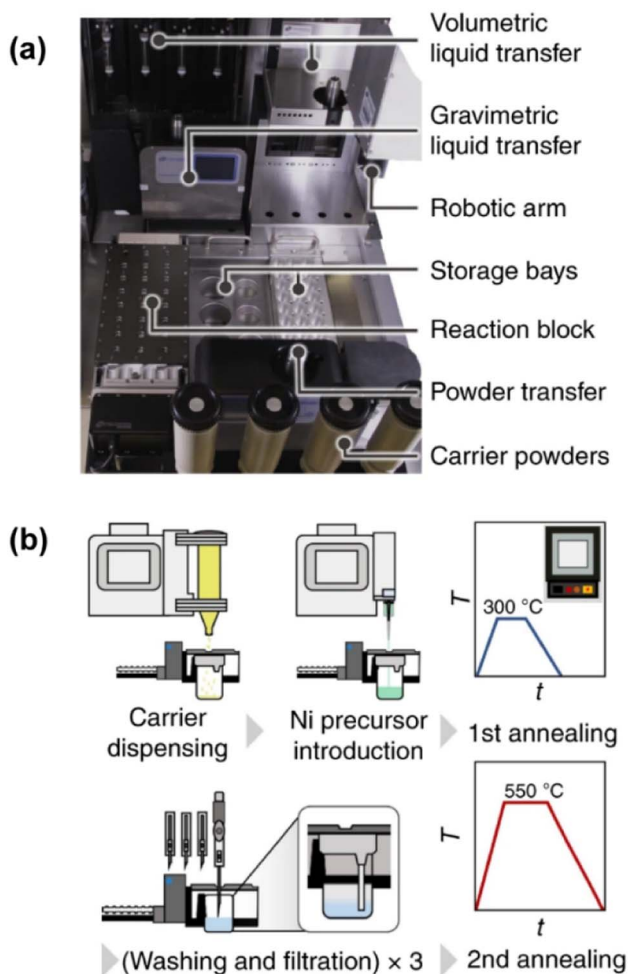 (a)
Volumetric
liquid transfer
Gravimetric
liquid transfer
Robotic arm
Storage bays
Reaction block
Powder transfer
Carrier powders
(b)
T
300 °C
t
Carrier
dispensing
Ni precursor
introduction
1st annealing
T
550 °C
t
(Washing and filtration) × 3
2nd annealing